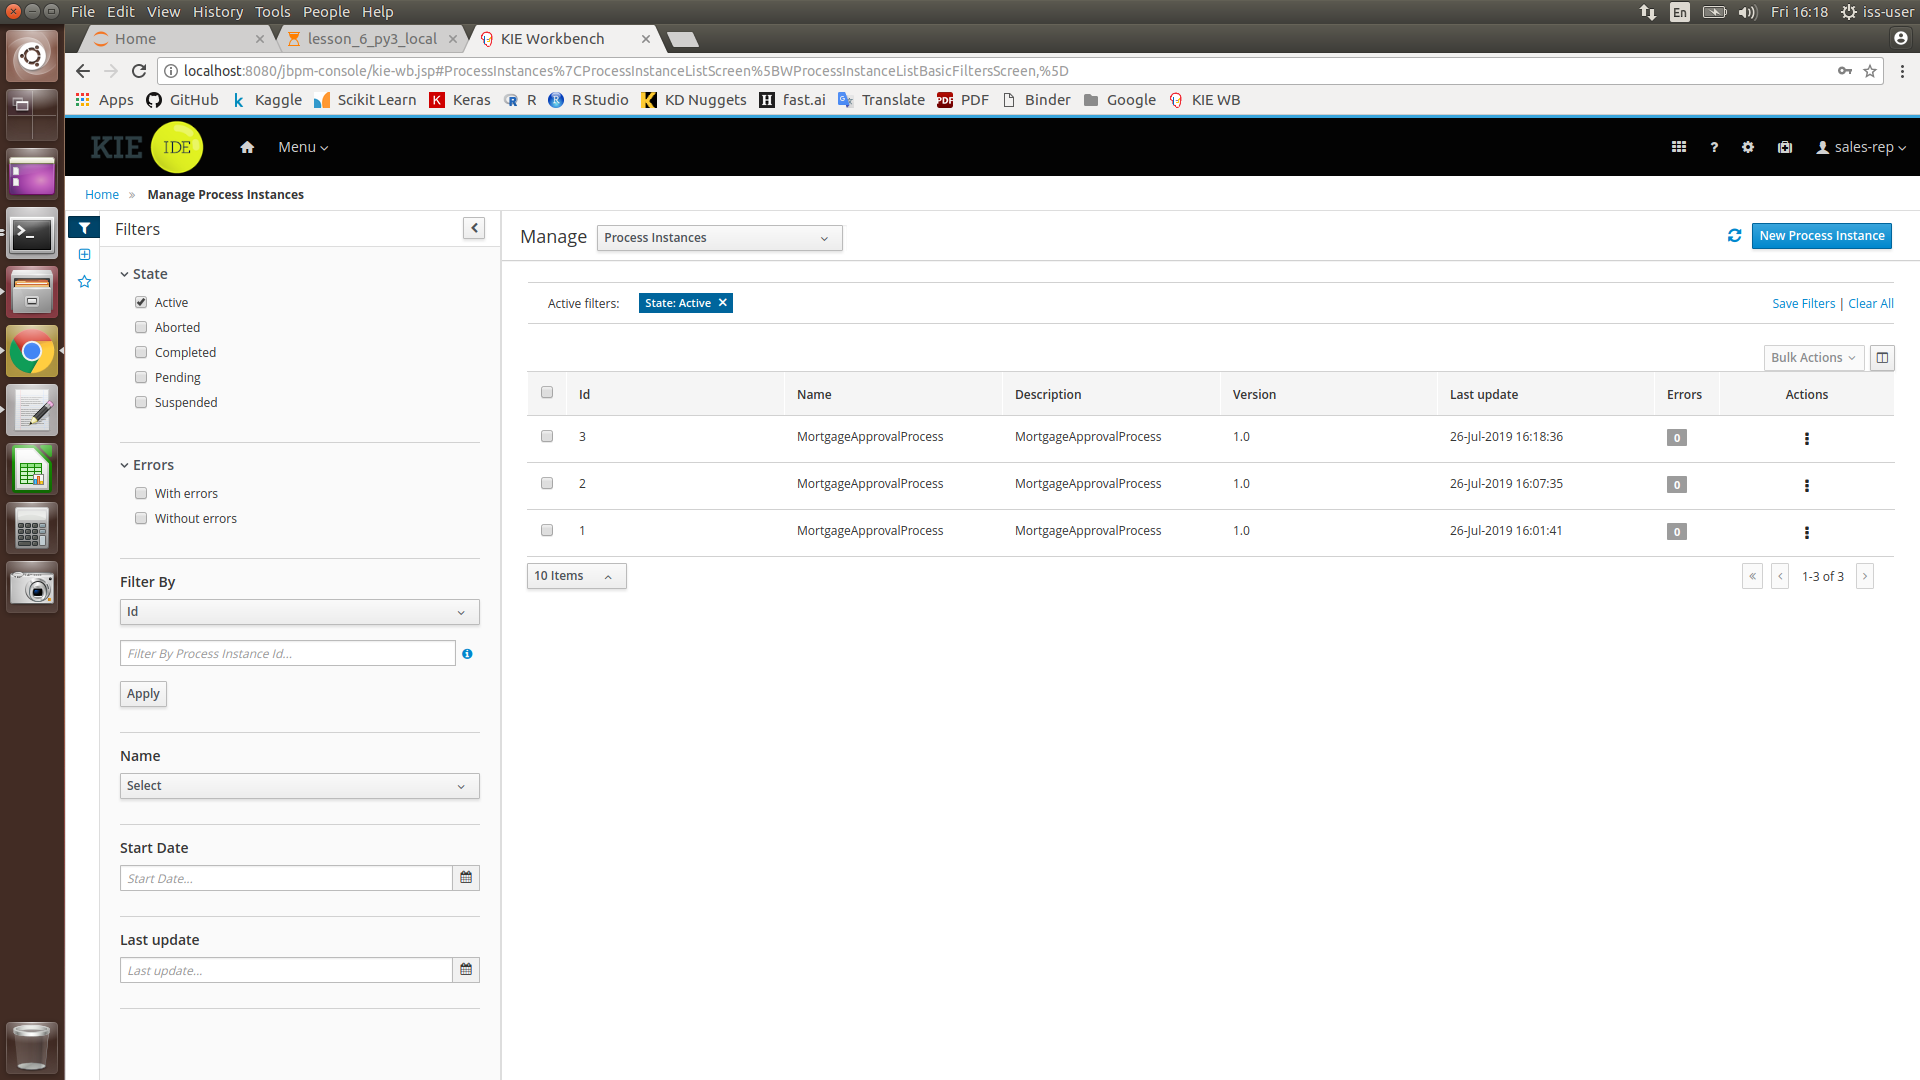 File Edit View History Tools People Help
En Fri 16:18 iss-user
Home lesson_6_py3_local KIE Workbench
localhost:8080/jbpm-console/kie-wb.jsp#ProcessInstances%7CProcessInstanceListScreen%5BWProcessInstanceListBasicFiltersScreen,%5D
Apps GitHub Kaggle Scikit Learn Keras R R Studio KD Nuggets fast.ai Translate PDF Binder Google KIE WB
KIE IDE Menu sales-rep
Home » Manage Process Instances
Filters
State
Active
Aborted
Completed
Pending
Suspended
Errors
With errors
Without errors
Filter By
Id
Filter By Process Instance Id...
Apply
Name
Select
Start Date
Start Date...
Last update
Last update...
Manage Process Instances New Process Instance
Active filters: State: Active Save Filters | Clear All
Bulk Actions
Id Name Description Version Last update Errors Actions
3 MortgageApprovalProcess MortgageApprovalProcess 1.0 26-Jul-2019 16:18:36 0
2 MortgageApprovalProcess MortgageApprovalProcess 1.0 26-Jul-2019 16:07:35 0
1 MortgageApprovalProcess MortgageApprovalProcess 1.0 26-Jul-2019 16:01:41 0
10 Items 1-3 of 3